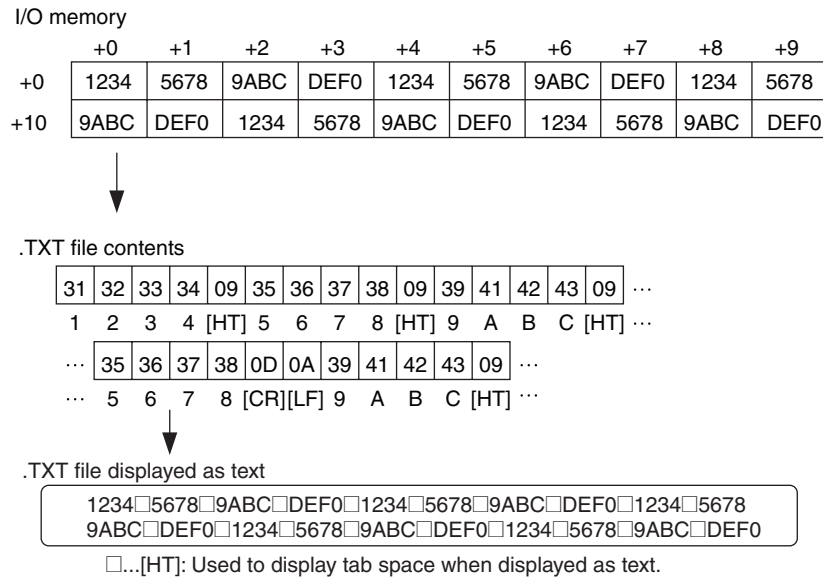 I/O memory
+0 +1 +2 +3 +4 +5 +6 +7 +8 +9
+0 1234 5678 9ABC DEF0 1234 5678 9ABC DEF0 1234 5678
+10 9ABC DEF0 1234 5678 9ABC DEF0 1234 5678 9ABC DEF0
.TXT file contents
31 32 33 34 09 35 36 37 38 09 39 41 42 43 09 ...
1 2 3 4 [HT] 5 6 7 8 [HT] 9 A B C [HT] ...
... 35 36 37 38 0D 0A 39 41 42 43 09 ...
... 5 6 7 8 [CR][LF] 9 A B C [HT] ...
.TXT file displayed as text
1234□5678□9ABC□DEF0□1234□5678□9ABC□DEF0□1234□5678
9ABC□DEF0□1234□5678□9ABC□DEF0□1234□5678□9ABC□DEF0
□...[HT]: Used to display tab space when displayed as text.